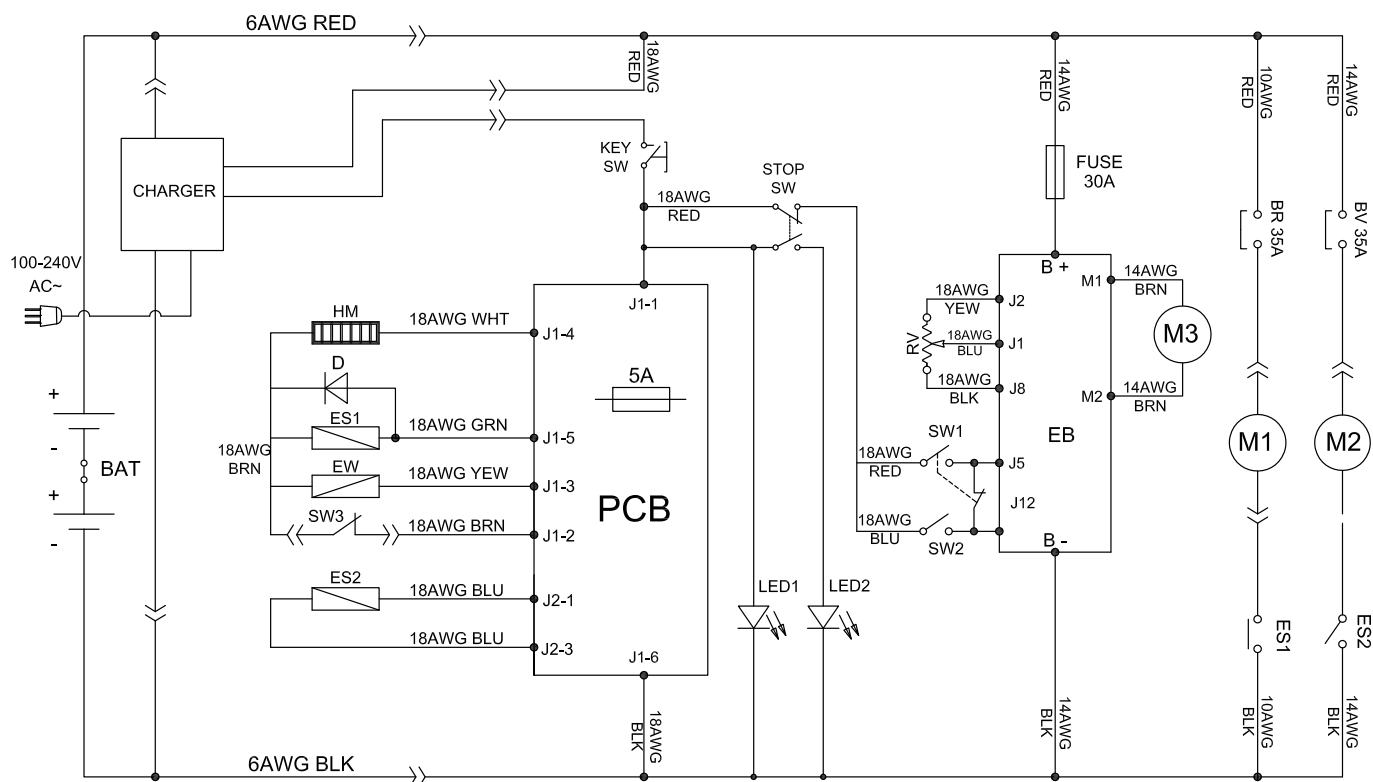 6AWG RED
18AWG
RED
14AWG
RED
10AWG
RED
14AWG
RED
KEY
SW
CHARGER
STOP
SW
FUSE
30A
18AWG
RED
BR 35A
BV 35A
100-240V
AC~
B +
M1
14AWG
BRN
J1-1
18AWG
YEW
J2
HM
18AWG WHT
J1-4
RV
18AWG
BLU
J1
M3
D
5A
18AWG
BLK
J8
M2
14AWG
BRN
+
ES1
18AWG GRN
J1-5
EB
18AWG
BRN
SW1
M1
M2
-
BAT
EW
18AWG YEW
J1-3
PCB
18AWG
RED
J5
+
SW3
18AWG BRN
J1-2
J12
18AWG
BLU
SW2
-
B -
ES2
18AWG BLU
J2-1
LED1
LED2
18AWG BLU
J2-3
ES1
ES2
J1-6
18AWG
BLK
14AWG
BLK
10AWG
BLK
14AWG
BLK
6AWG BLK